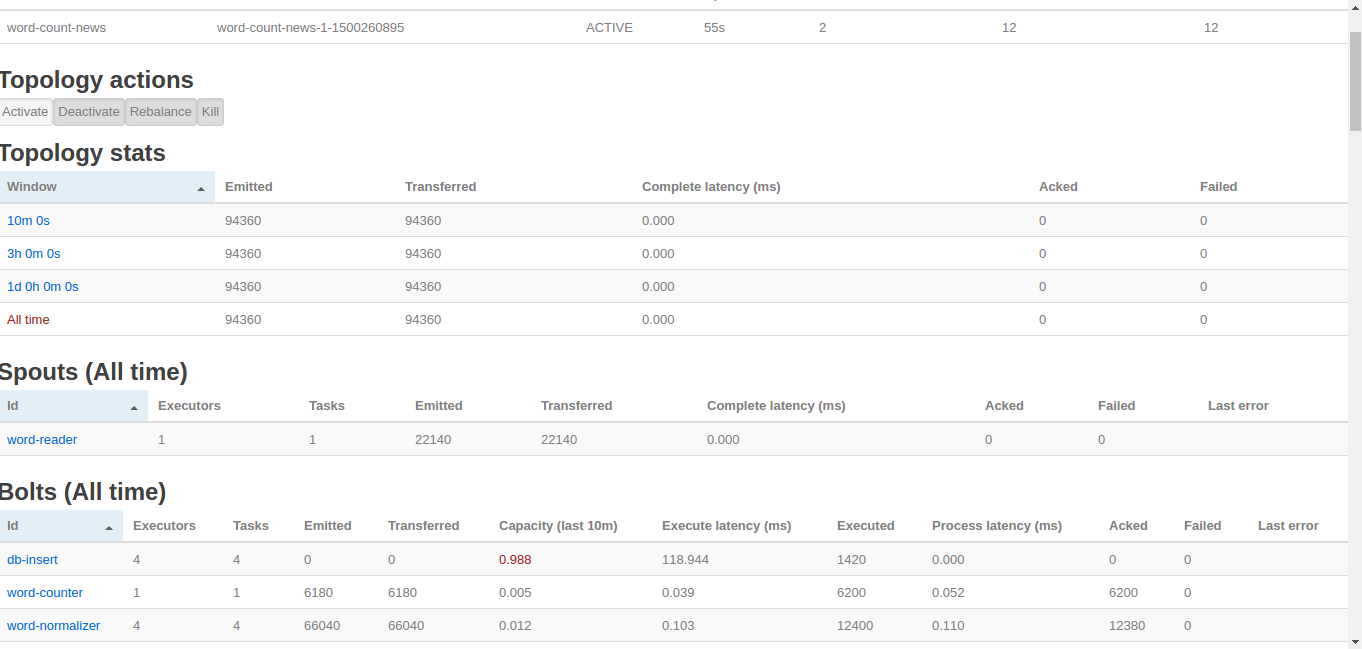 word-count-news word-count-news-1-1500260895 ACTIVE 55s 2 12 12
Topology actions
Activate Deactivate Rebalance Kill
Topology stats
Window Emitted Transferred Complete latency (ms) Acked Failed
10m 0s 94360 94360 0.000 0 0
3h 0m 0s 94360 94360 0.000 0 0
1d 0h 0m 0s 94360 94360 0.000 0 0
All time 94360 94360 0.000 0 0
Spouts (All time)
Id Executors Tasks Emitted Transferred Complete latency (ms) Acked Failed Last error
word-reader 1 1 22140 22140 0.000 0 0
Bolts (All time)
Id Executors Tasks Emitted Transferred Capacity (last 10m) Execute latency (ms) Executed Process latency (ms) Acked Failed Last error
db-insert 4 4 0 0 0.988 118.944 1420 0.000 0 0
word-counter 1 1 6180 6180 0.005 0.039 6200 0.052 6200 0
word-normalizer 4 4 66040 66040 0.012 0.103 12400 0.110 12380 0